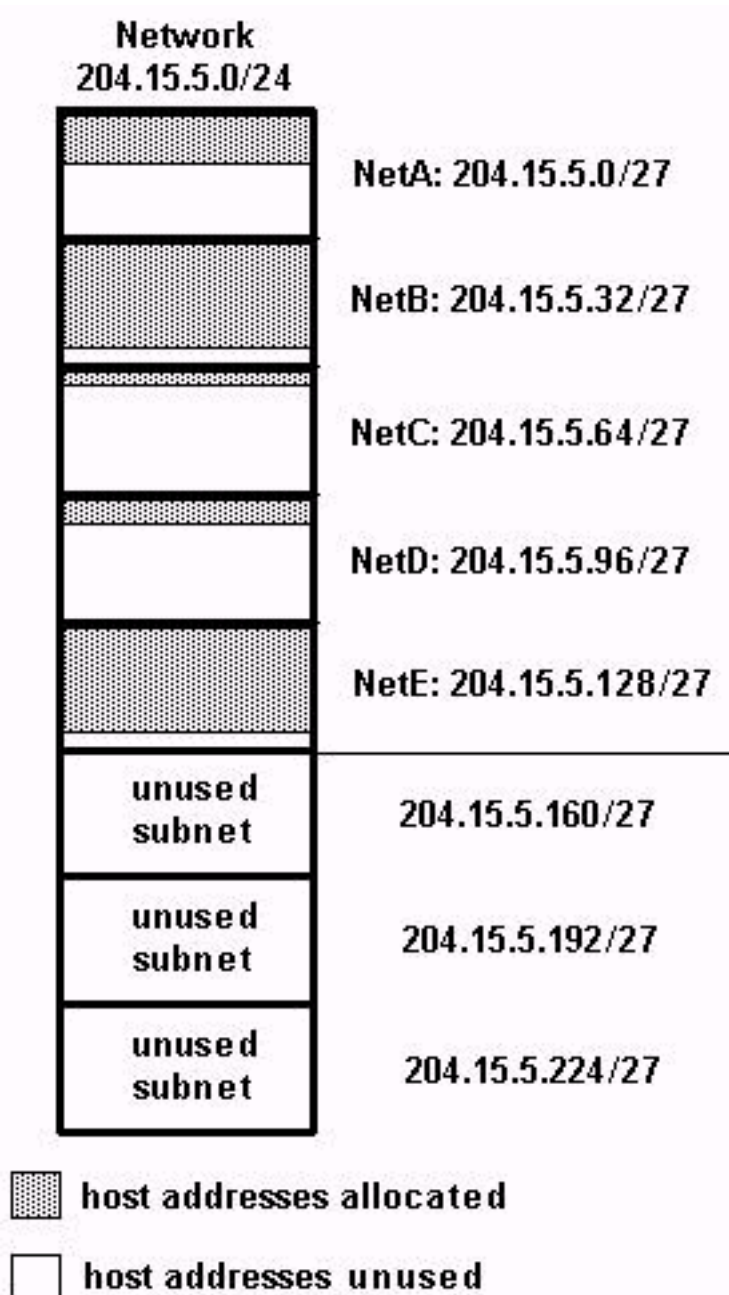 Network
204.15.5.0/24
NetA: 204.15.5.0/27
NetB: 204.15.5.32/27
NetC: 204.15.5.64/27
NetD: 204.15.5.96/27
NetE: 204.15.5.128/27
unused
subnet
204.15.5.160/27
unused
subnet
204.15.5.192/27
unused
subnet
204.15.5.224/27
host addresses allocated
host addresses unused